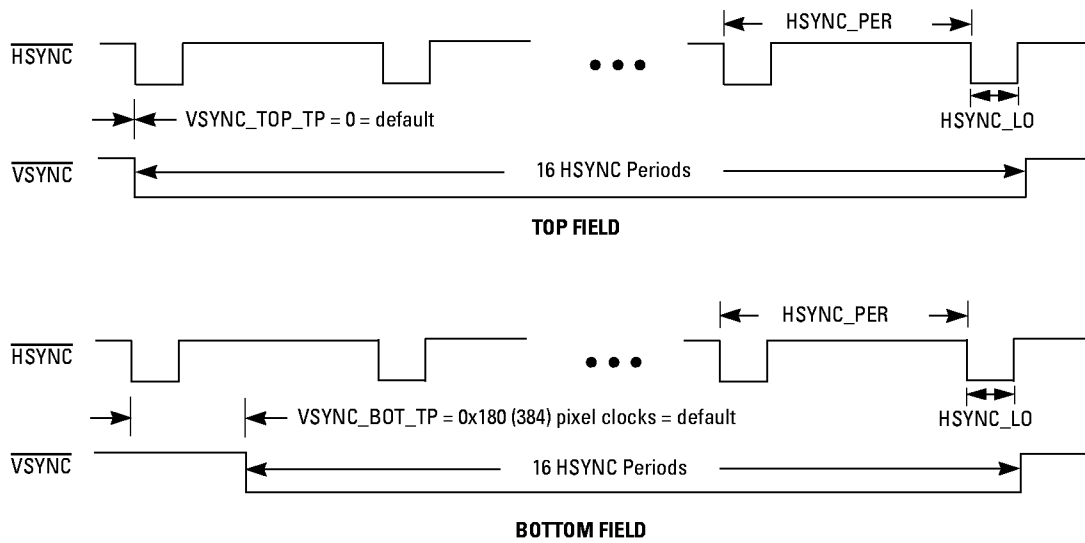 HSYNC_PER
HSYNC
VSYNC_TOP_TP = 0 = default
HSYNC_LO
VSYNC
16 HSYNC Periods
TOP FIELD
HSYNC_PER
HSYNC
VSYNC_BOT_TP = 0x180 (384) pixel clocks = default
HSYNC_LO
VSYNC
16 HSYNC Periods
BOTTOM FIELD